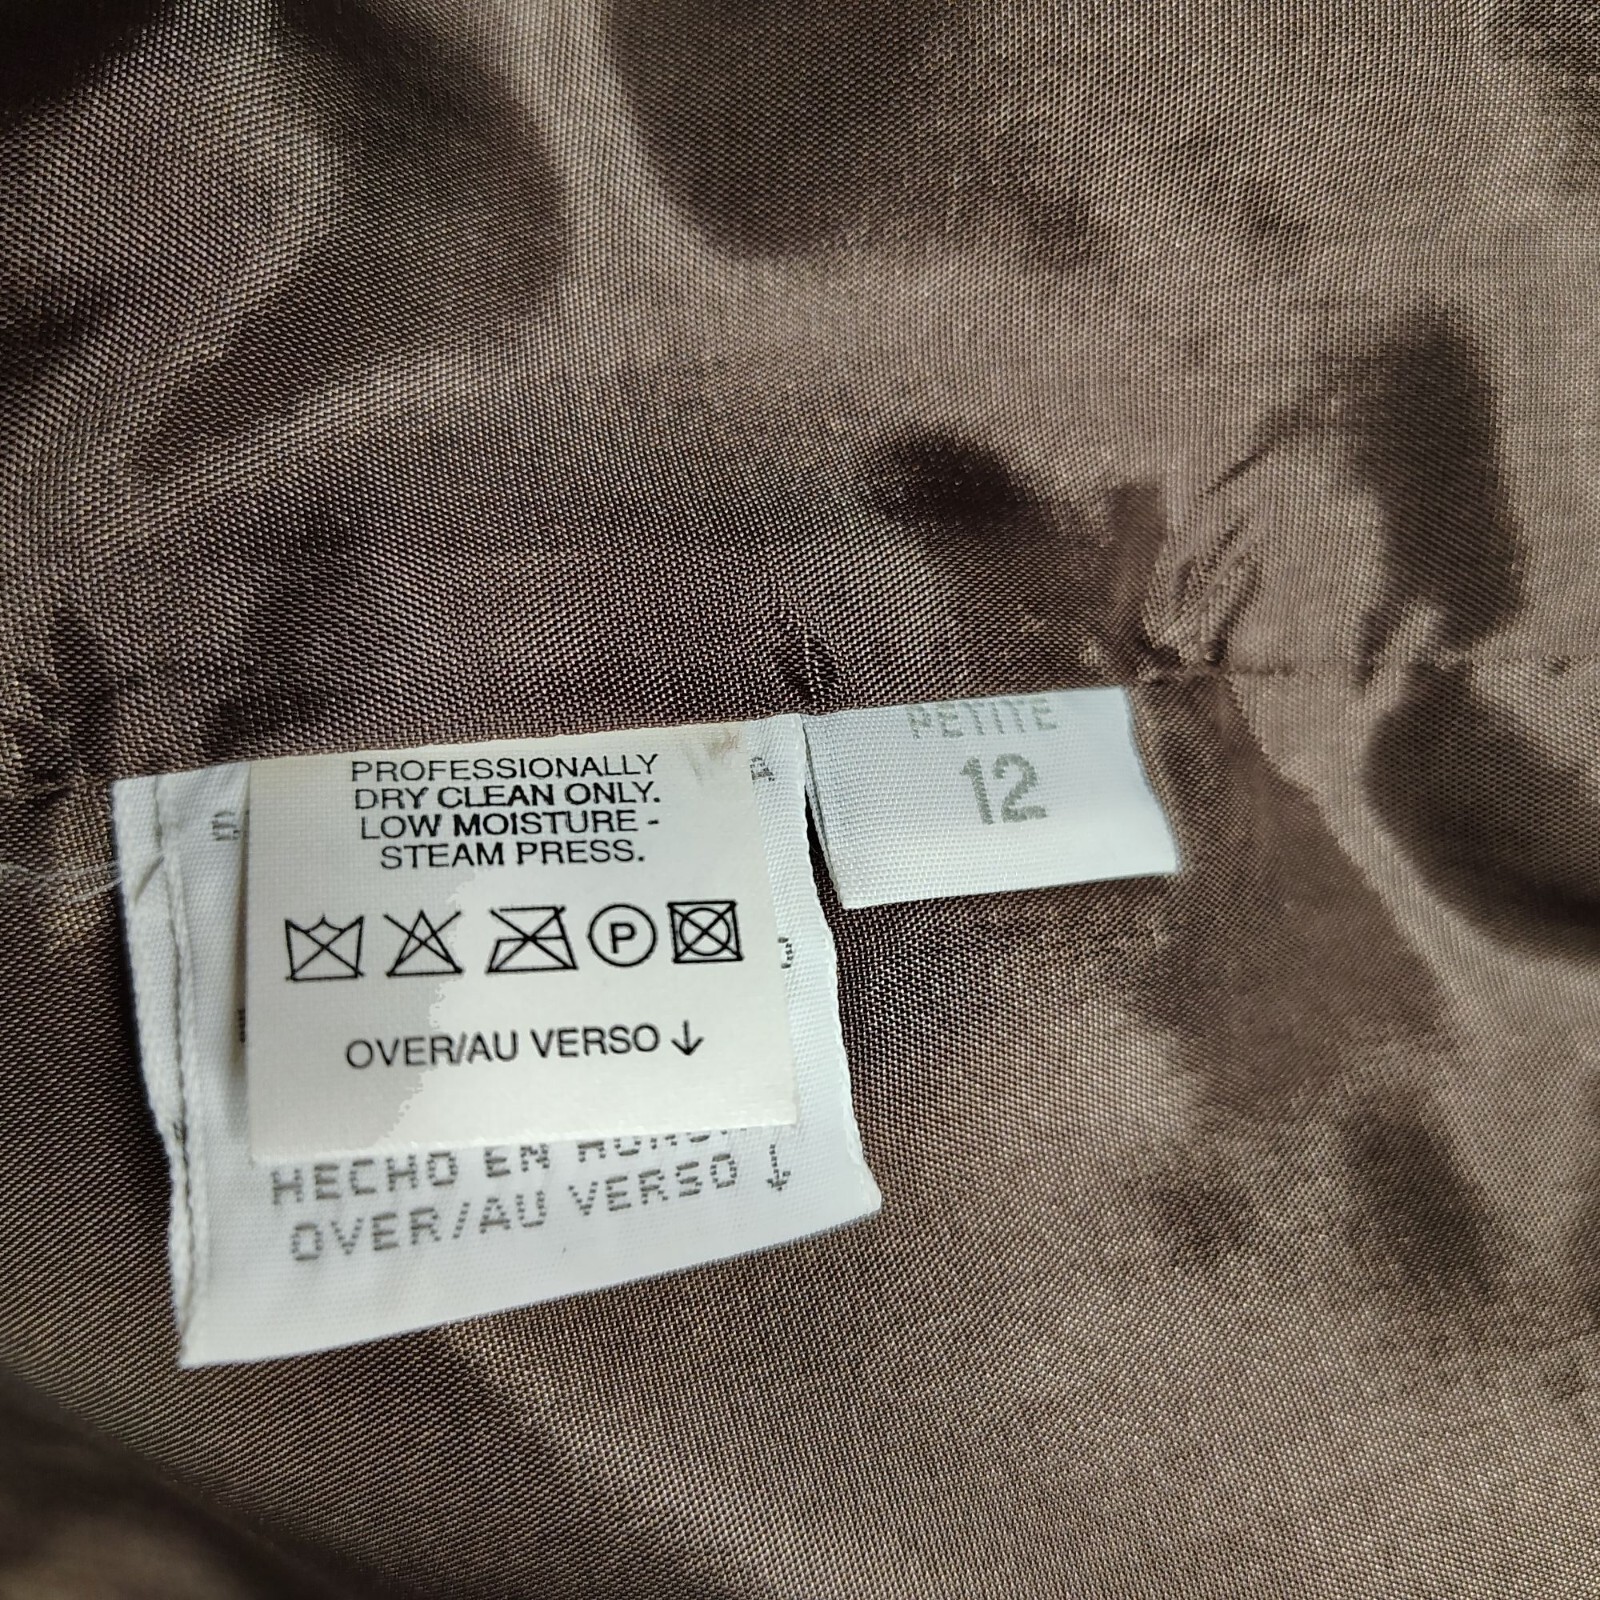 PETITE
12
PROFESSIONALLY
DRY CLEAN ONLY.
LOW MOISTURE -
STEAM PRESS.
P
OVER/AU VERSO ↓
HECHO EN
OVER/AU VERSO ↓